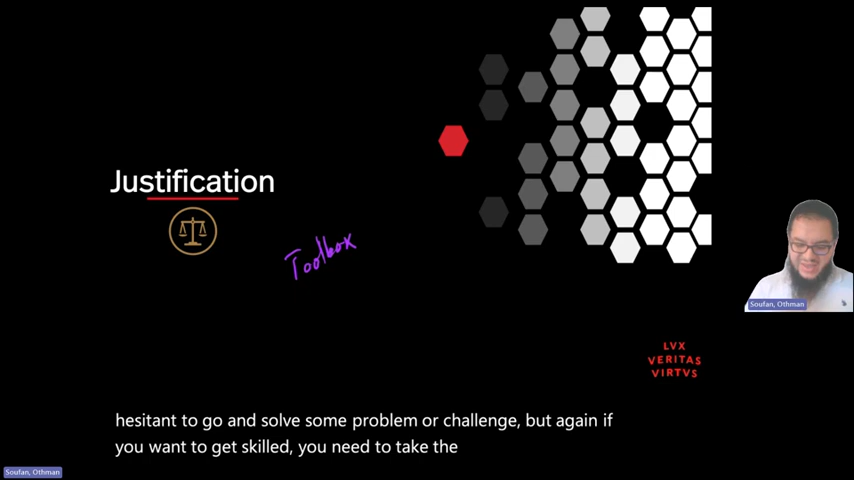 Justification
Toolbox
Soufan, Othman
LVX
VERITAS
VIRTVS
hesitant to go and solve some problem or challenge, but again if
you want to get skilled, you need to take the
Soufan, Othman